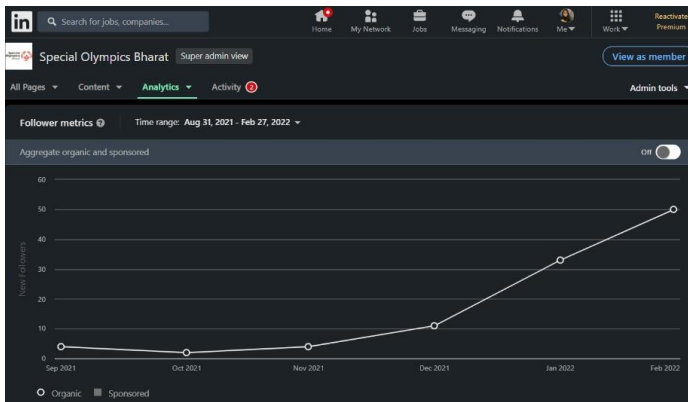 in Search for jobs, companies... Home My Network Jobs Messaging Notifications Me Work Reactivate Premium
Special Olympics Bharat Super admin view View as member
All Pages Content Analytics Activity 2 Admin tools
Follower metrics Time range: Aug 31, 2021 - Feb 27, 2022
Aggregate organic and sponsored Off
60
50
40
30
20
10
0
New Followers
Sep 2021 Oct 2021 Nov 2021 Dec 2021 Jan 2022 Feb 2022
Organic Sponsored